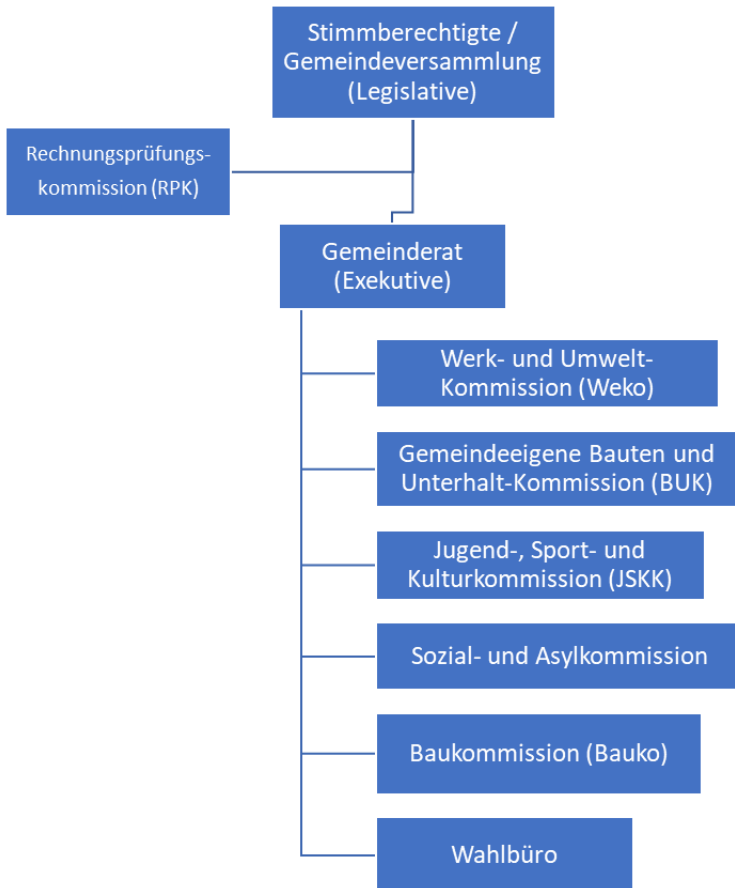 Stimmberechtigte /
Gemeindeversammlung
(Legislative)
Rechnungsprüfungs-
kommission (RPK)
Gemeinderat
(Exekutive)
Werk- und Umwelt-
Kommission (Weko)
Gemeindeeigene Bauten und
Unterhalt-Kommission (BUK)
Jugend-, Sport- und
Kulturkommission (JSKK)
Sozial- und Asylkommission
Baukommission (Bauko)
Wahlbüro